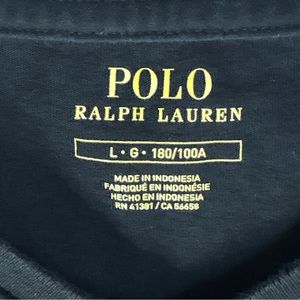 POLO
RALPH LAUREN
L • G • 180/100A
MADE IN INDONESIA
FABRIQUÉ EN INDONÉSIE
HECHO EN INDONESIA
RN 41381 / CA 56658